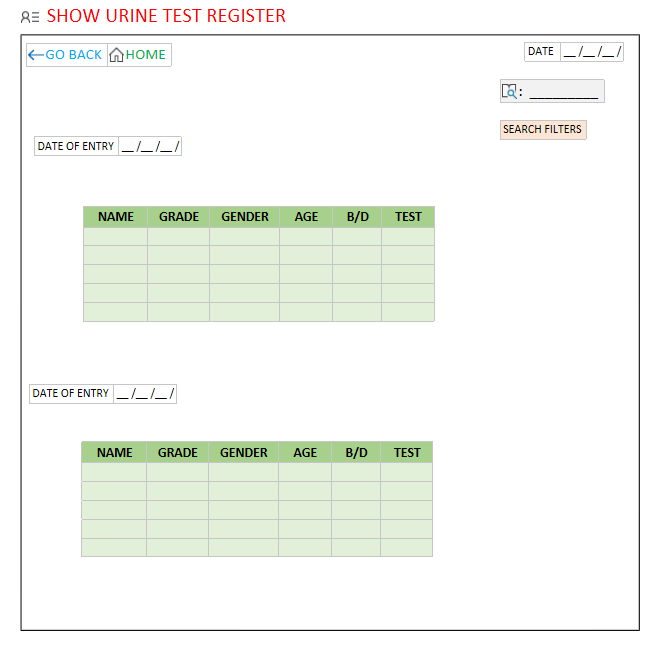 SHOW URINE TEST REGISTER
GO BACK HOME
DATE __/__/__/
: _________
SEARCH FILTERS
DATE OF ENTRY __/__/__/
NAME GRADE GENDER AGE B/D TEST
DATE OF ENTRY __/__/__/
NAME GRADE GENDER AGE B/D TEST